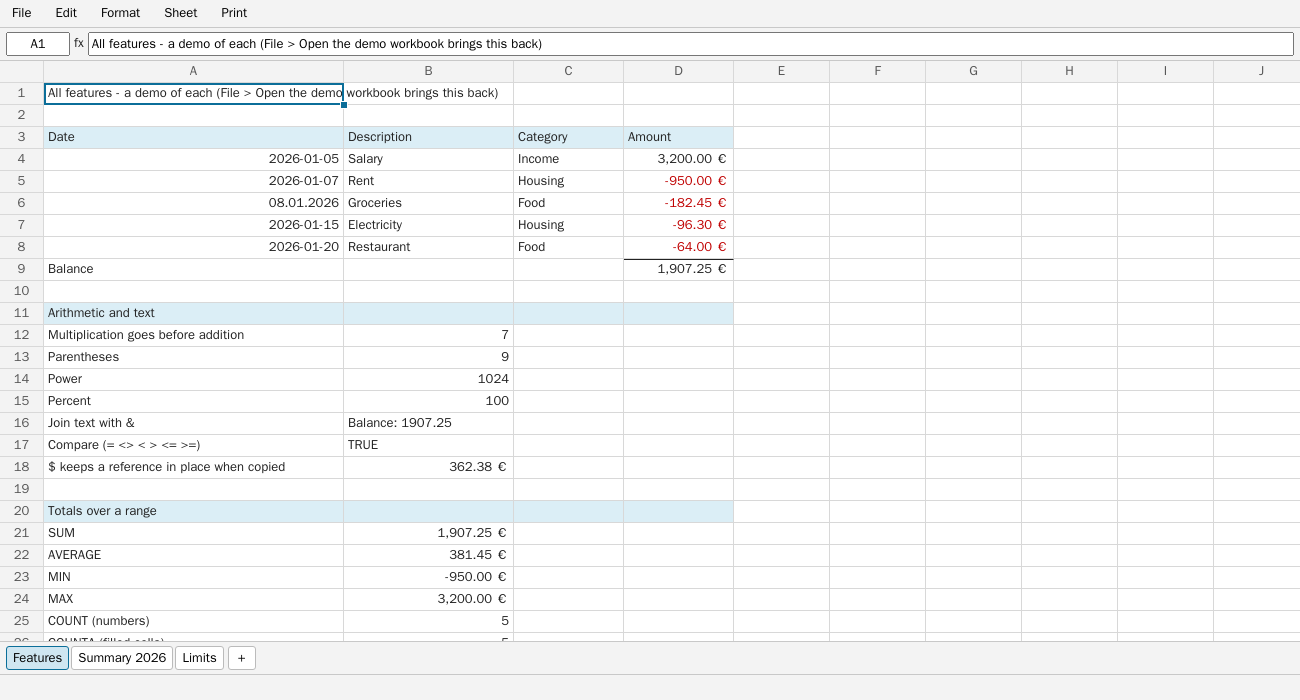 File Edit Format Sheet Print
A1 fx All features - a demo of each (File > Open the demo workbook brings this back)
A B C D E F G H I J
1 All features - a demo of each (File > Open the demo workbook brings this back)
2
3 Date Description Category Amount
4 2026-01-05 Salary Income 3,200.00 €
5 2026-01-07 Rent Housing -950.00 €
6 08.01.2026 Groceries Food -182.45 €
7 2026-01-15 Electricity Housing -96.30 €
8 2026-01-20 Restaurant Food -64.00 €
9 Balance 1,907.25 €
10
11 Arithmetic and text
12 Multiplication goes before addition 7
13 Parentheses 9
14 Power 1024
15 Percent 100
16 Join text with & Balance: 1907.25
17 Compare (= <> < > <= >=) TRUE
18 $ keeps a reference in place when copied 362.38 €
19
20 Totals over a range
21 SUM 1,907.25 €
22 AVERAGE 381.45 €
23 MIN -950.00 €
24 MAX 3,200.00 €
25 COUNT (numbers) 5
26 COUNTA (filled cells) 5
Features Summary 2026 Limits +